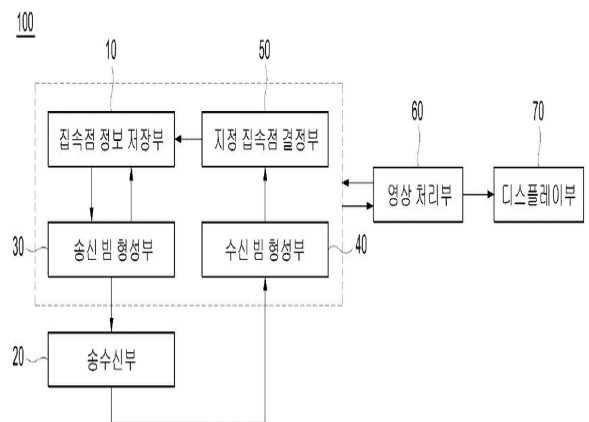 100
10
50
집속점 정보 저장부
지정 집속점 결정부
60
70
영상 처리부
디스플레이부
30
송신 빔 형성부
수신 빔 형성부
40
20
송수신부